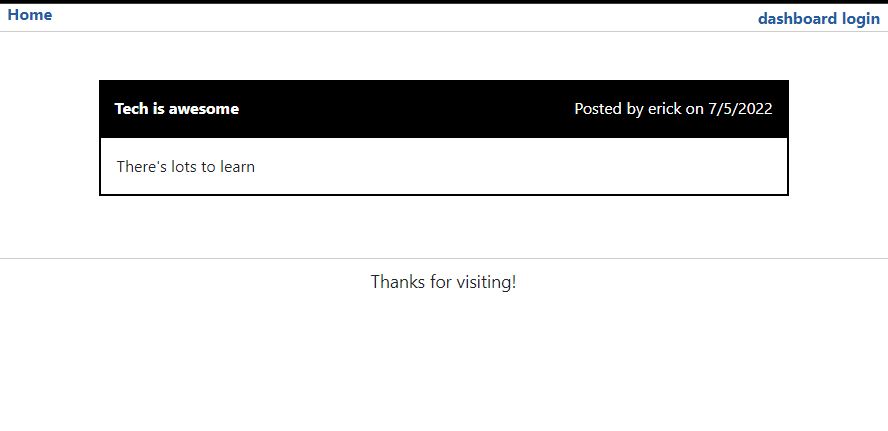 Home
dashboard login
Tech is awesome
Posted by erick on 7/5/2022
There's lots to learn
Thanks for visiting!